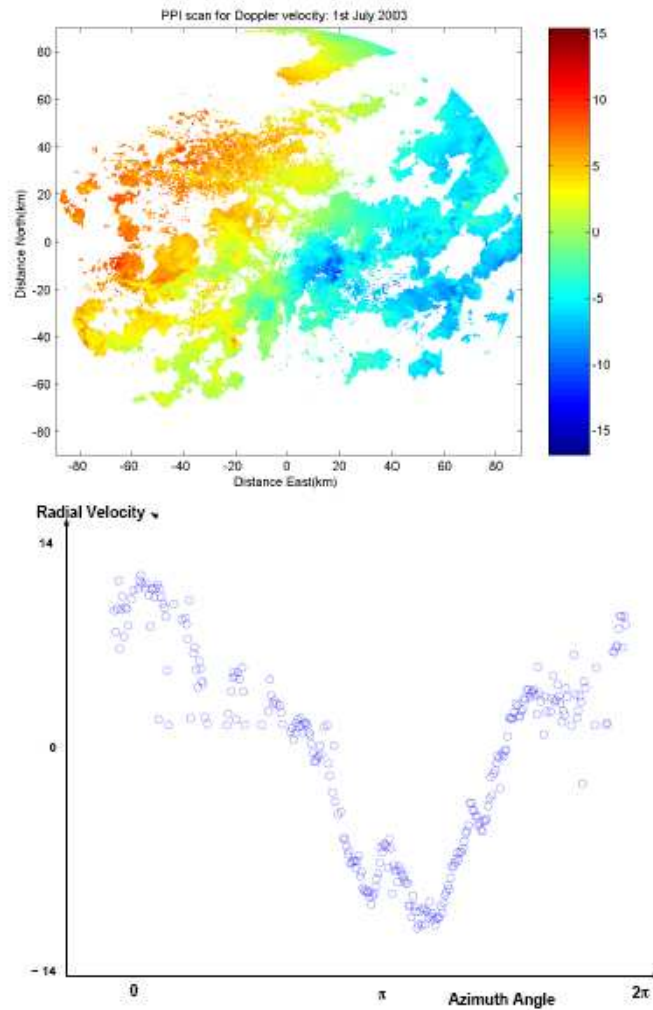 PPI scan for Doppler velocity: 1st July 2003
80
60
40
20
0
-20
-40
-60
-80
Distance North(km)
-80 -60 -40 -20 0 20 40 60 80
Distance East(km)
15
10
5
0
-5
-10
-15
Radial Velocity
14
0
-14
0 π 2π
Azimuth Angle